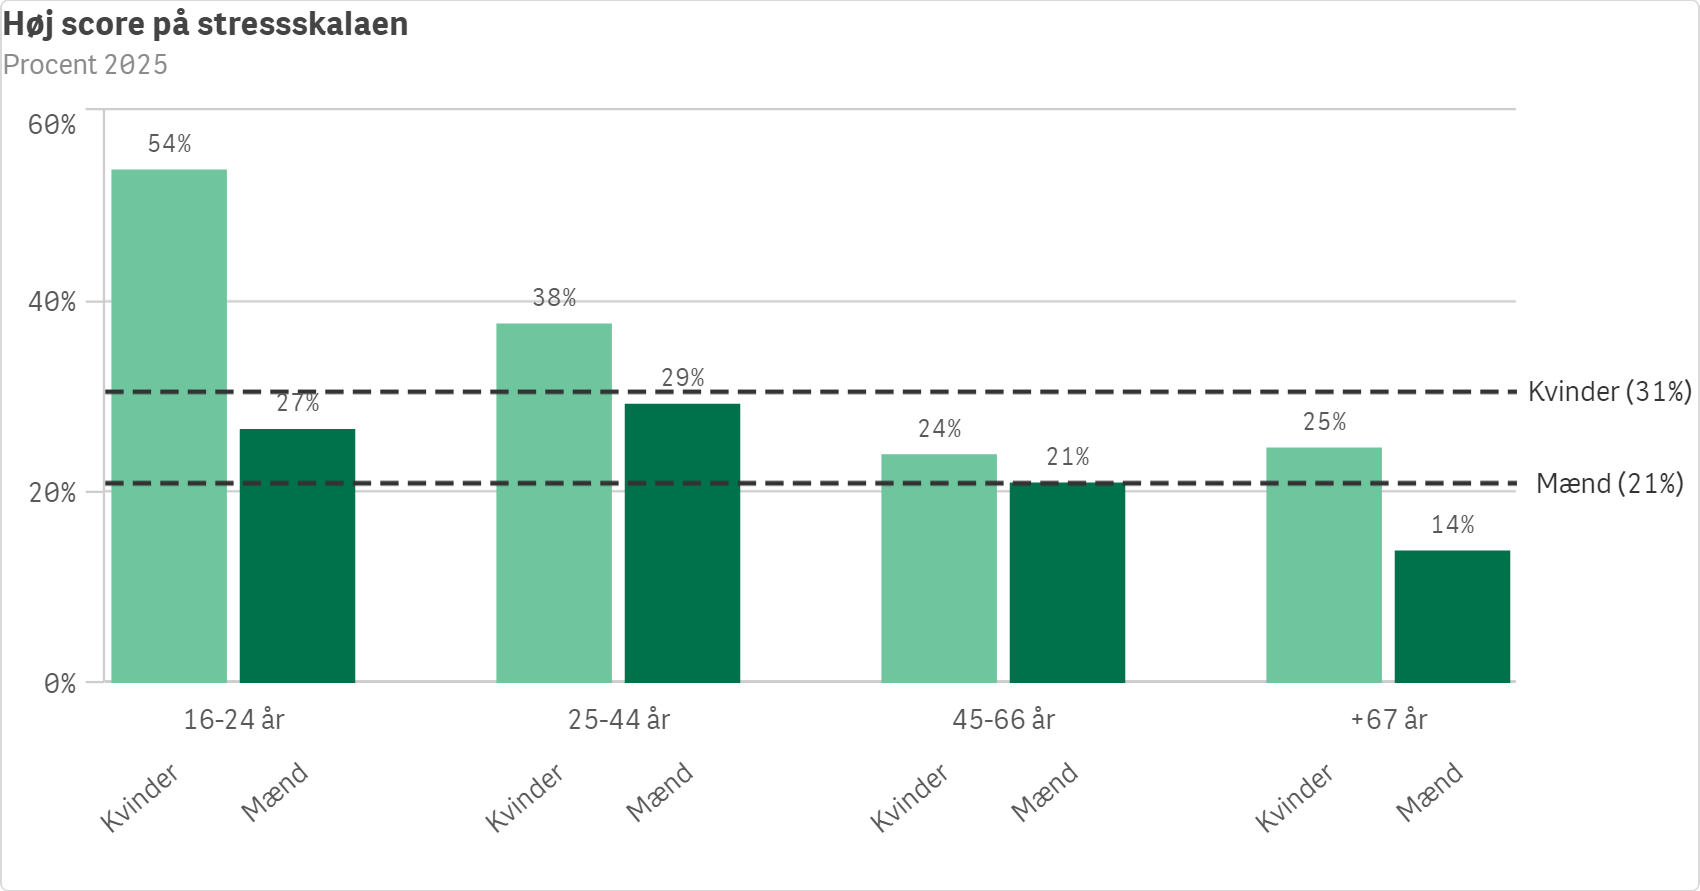 Høj score på stressskalaen
Procent 2025
60%
54%
40%
38%
29%
27%
Kvinder (31%)
25%
24%
21%
20%
Mænd (21%)
14%
0%
16-24 år
25-44 år
45-66 år
+67 år
Kvinder
Mænd
Kvinder
Mænd
Kvinder
Mænd
Kvinder
Mænd